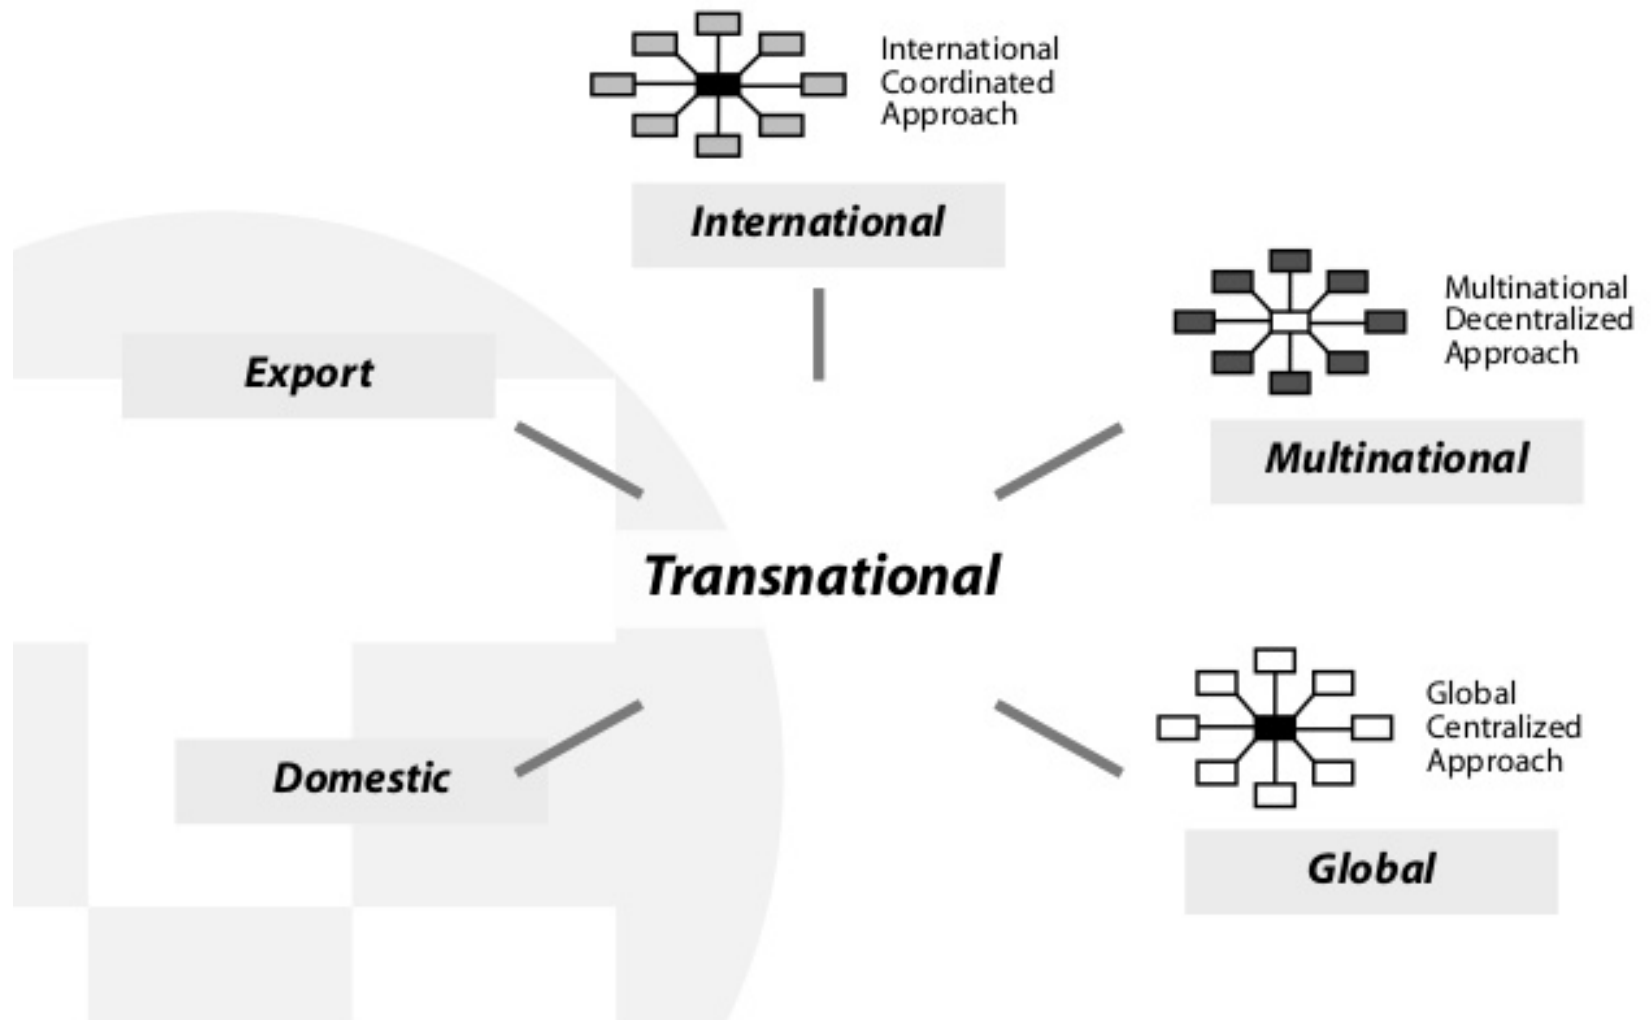 International
Coordinated
Approach
International
Multinational
Decentralized
Approach
Export
Multinational
Transnational
Global
Centralized
Approach
Domestic
Global